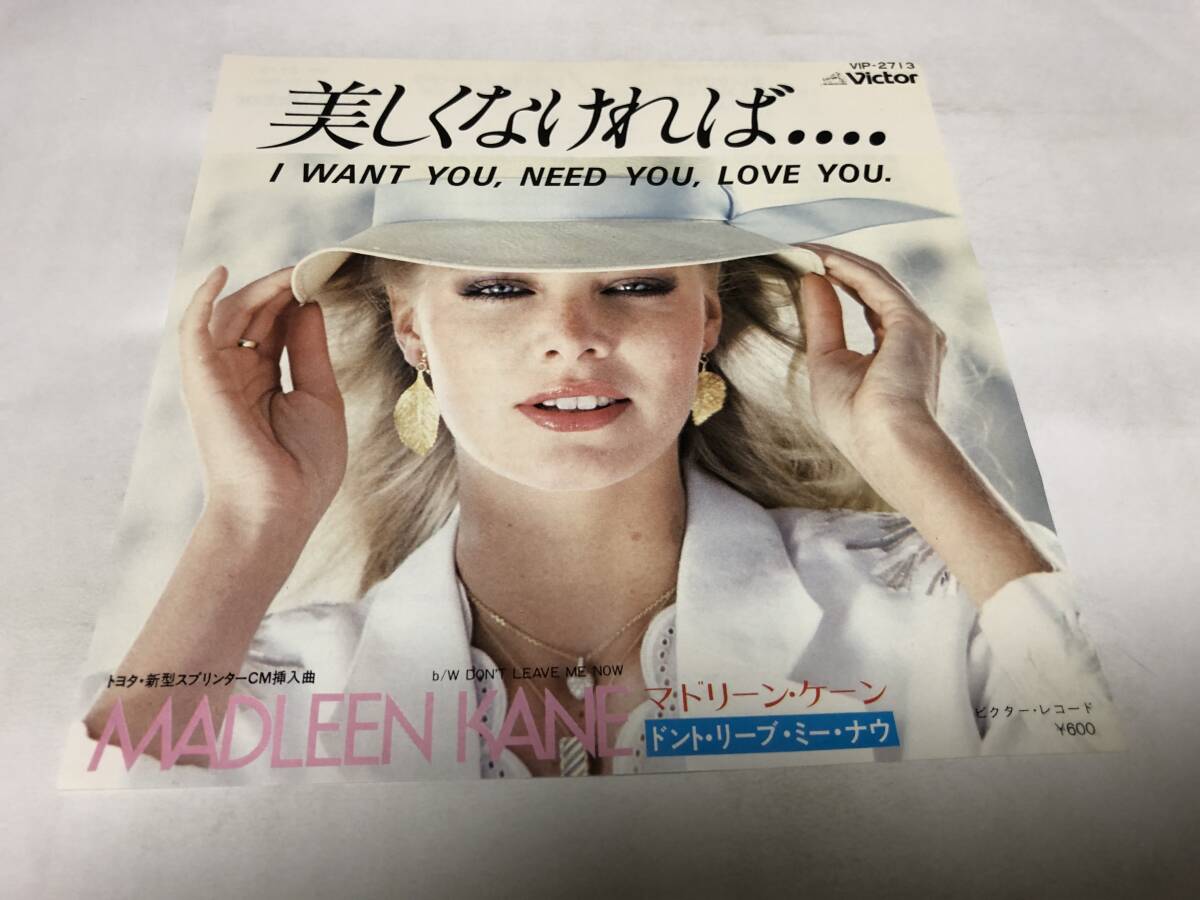 VIP-2713
Victor
美しくなければ‥‥
I WANT YOU, NEED YOU, LOVE YOU.
トヨタ・新型スプリンターCM挿入曲
b/W DON'T LEAVE ME NOW
MADLEEN KANE
マ・ドリーン・ケーン
ドント・リーブ・ミー・ナウ
ビクター・レコード
¥600